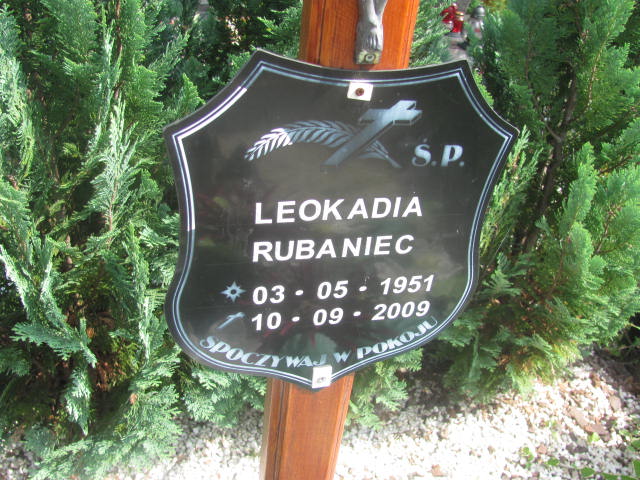 Ś.P.
LEOKADIA
RUBANIEC
03 - 05 - 1951
10 - 09 - 2009
SPOCZYWAJ W POKOJU